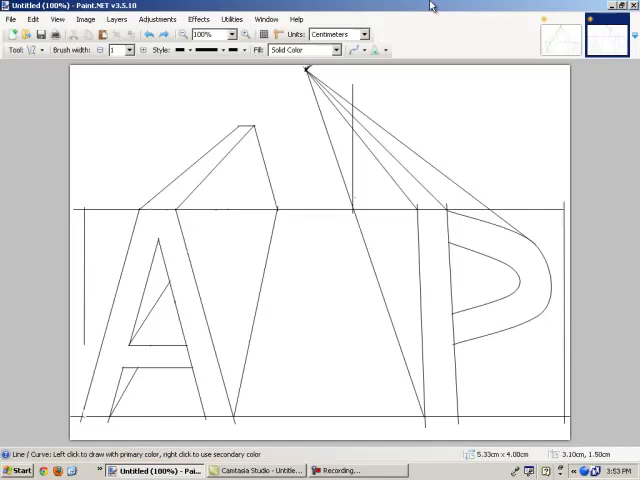 Untitled (100%) - Paint.NET v3.5.10
File Edit View Image Layers Adjustments Effects Utilities Window Help
100% Units: Centimeters
Tool: Brush width: 1 Style: Fill: Solid Color
AP
Line / Curve: Left click to draw with primary color, right click to use secondary color 5.33cm x 4.00cm 3.10cm, 1.50cm
Start Untitled (100%) - Pai... Camtasia Studio - Untitle... Recording... 3:53 PM